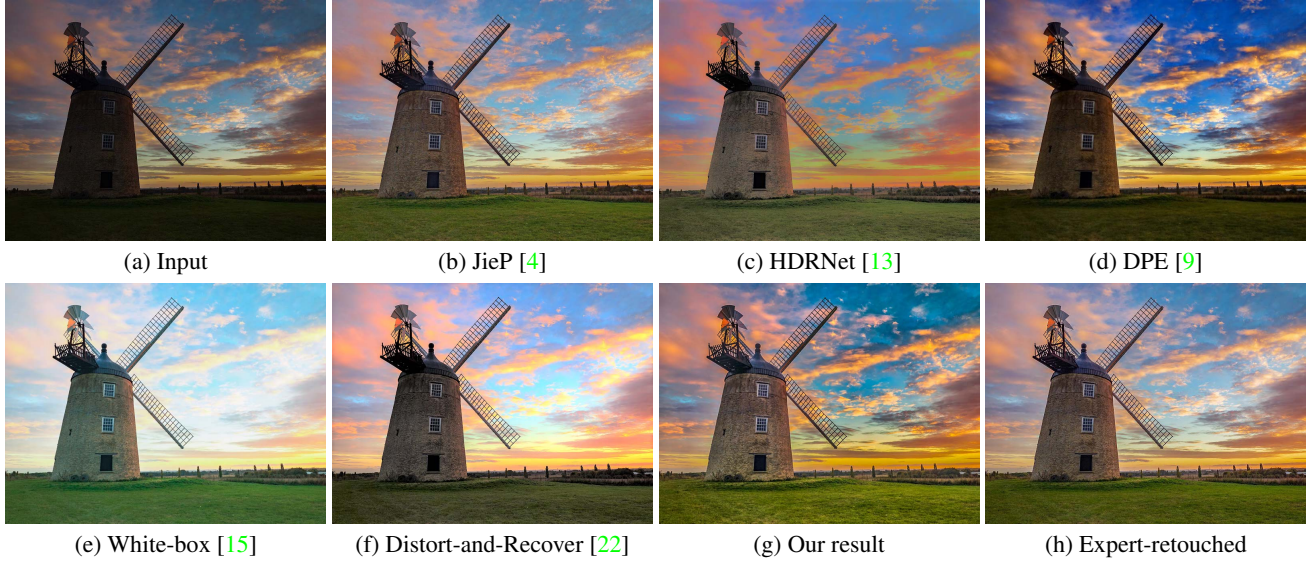 (a) Input
(b) JieP [4]
(c) HDRNet [13]
(d) DPE [9]
(e) White-box [15]
(f) Distort-and-Recover [22]
(g) Our result
(h) Expert-retouched